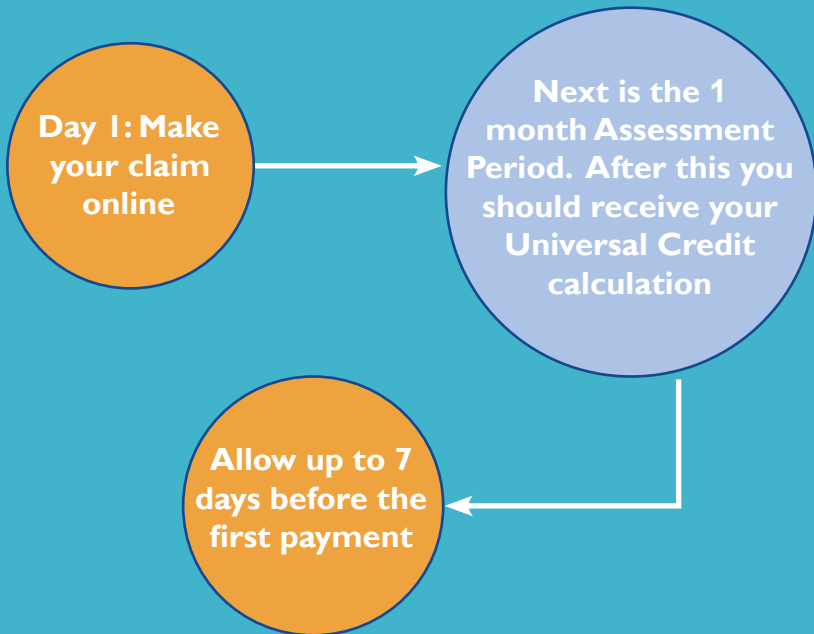 Day 1: Make
your claim
online
Next is the 1
month Assessment
Period. After this you
should receive your
Universal Credit
calculation
Allow up to 7
days before the
first payment